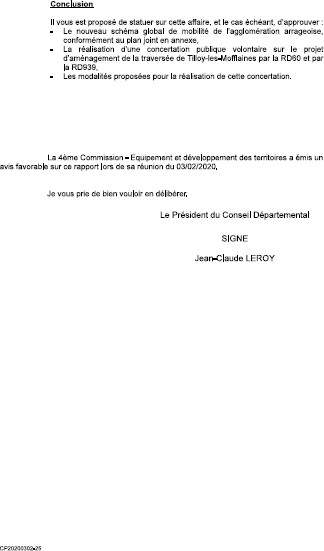 Conclusion
Il vous est proposé de statuer sur cette affaire, et le cas échéant, d'approuver :
- Le nouveau schéma global de mobilité de l'agglomération arrageoise,
conformément au plan joint en annexe,
- La réalisation d'une concertation publique volontaire sur le projet
d'aménagement de la traversée de Tilloy-les-Mofflaines par la RD60 et par
la RD939,
- Les modalités proposées pour la réalisation de cette concertation.
La 4ème Commission - Equipement et développement des territoires a émis un
avis favorable sur ce rapport lors de sa réunion du 03/02/2020.
Je vous prie de bien vouloir en délibérer.
Le Président du Conseil Départemental
SIGNE
Jean-Claude LEROY
CP20200302-25